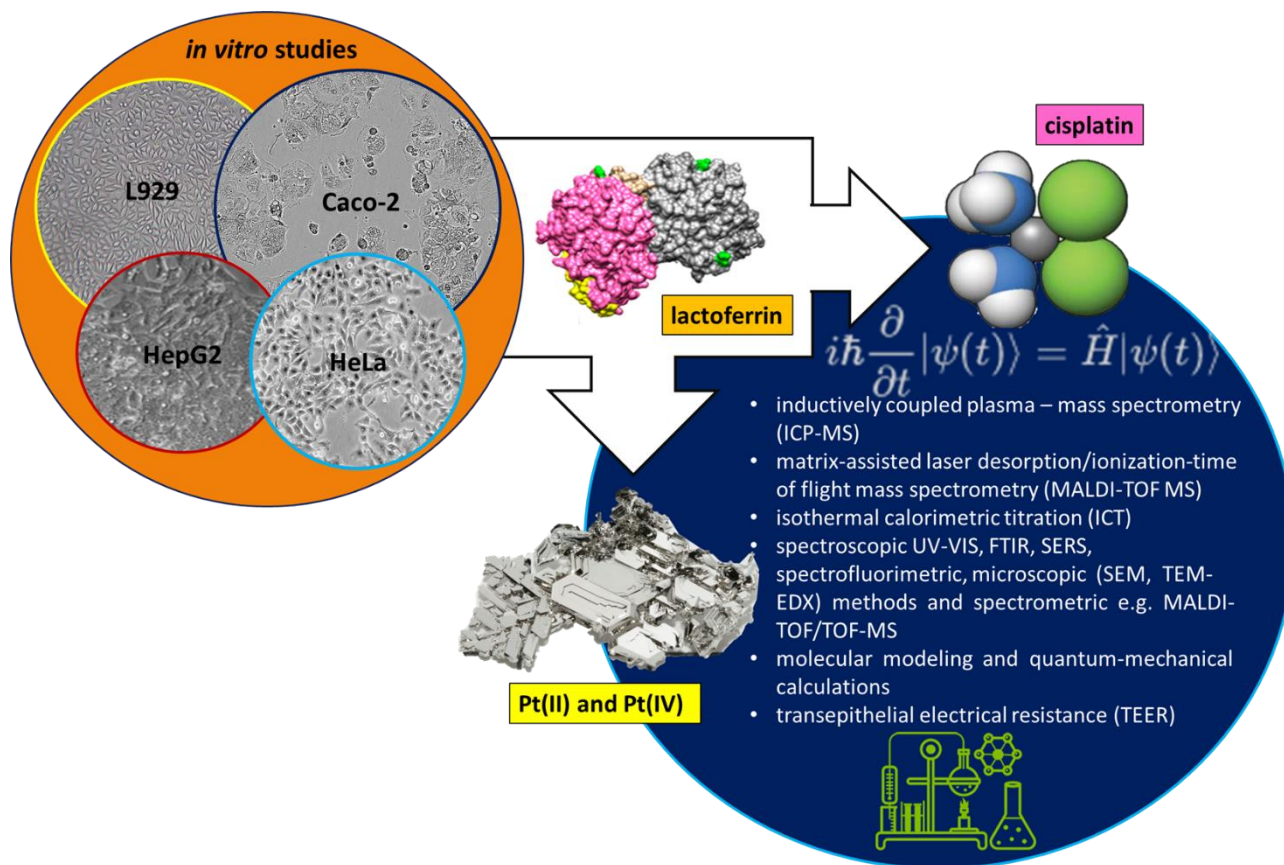 in vitro studies
L929
Caco-2
HepG2
HeLa
lactoferrin
cisplatin
iħ ∂/∂t |ψ(t)⟩ = Ĥ|ψ(t)⟩
• inductively coupled plasma – mass spectrometry
(ICP-MS)
• matrix-assisted laser desorption/ionization-time
of flight mass spectrometry (MALDI-TOF MS)
• isothermal calorimetric titration (ICT)
• spectroscopic UV-VIS, FTIR, SERS,
spectrofluorimetric, microscopic (SEM, TEM-
EDX) methods and spectrometric e.g. MALDI-
TOF/TOF-MS
• molecular modeling and quantum-mechanical
calculations
• transepithelial electrical resistance (TEER)
Pt(II) and Pt(IV)